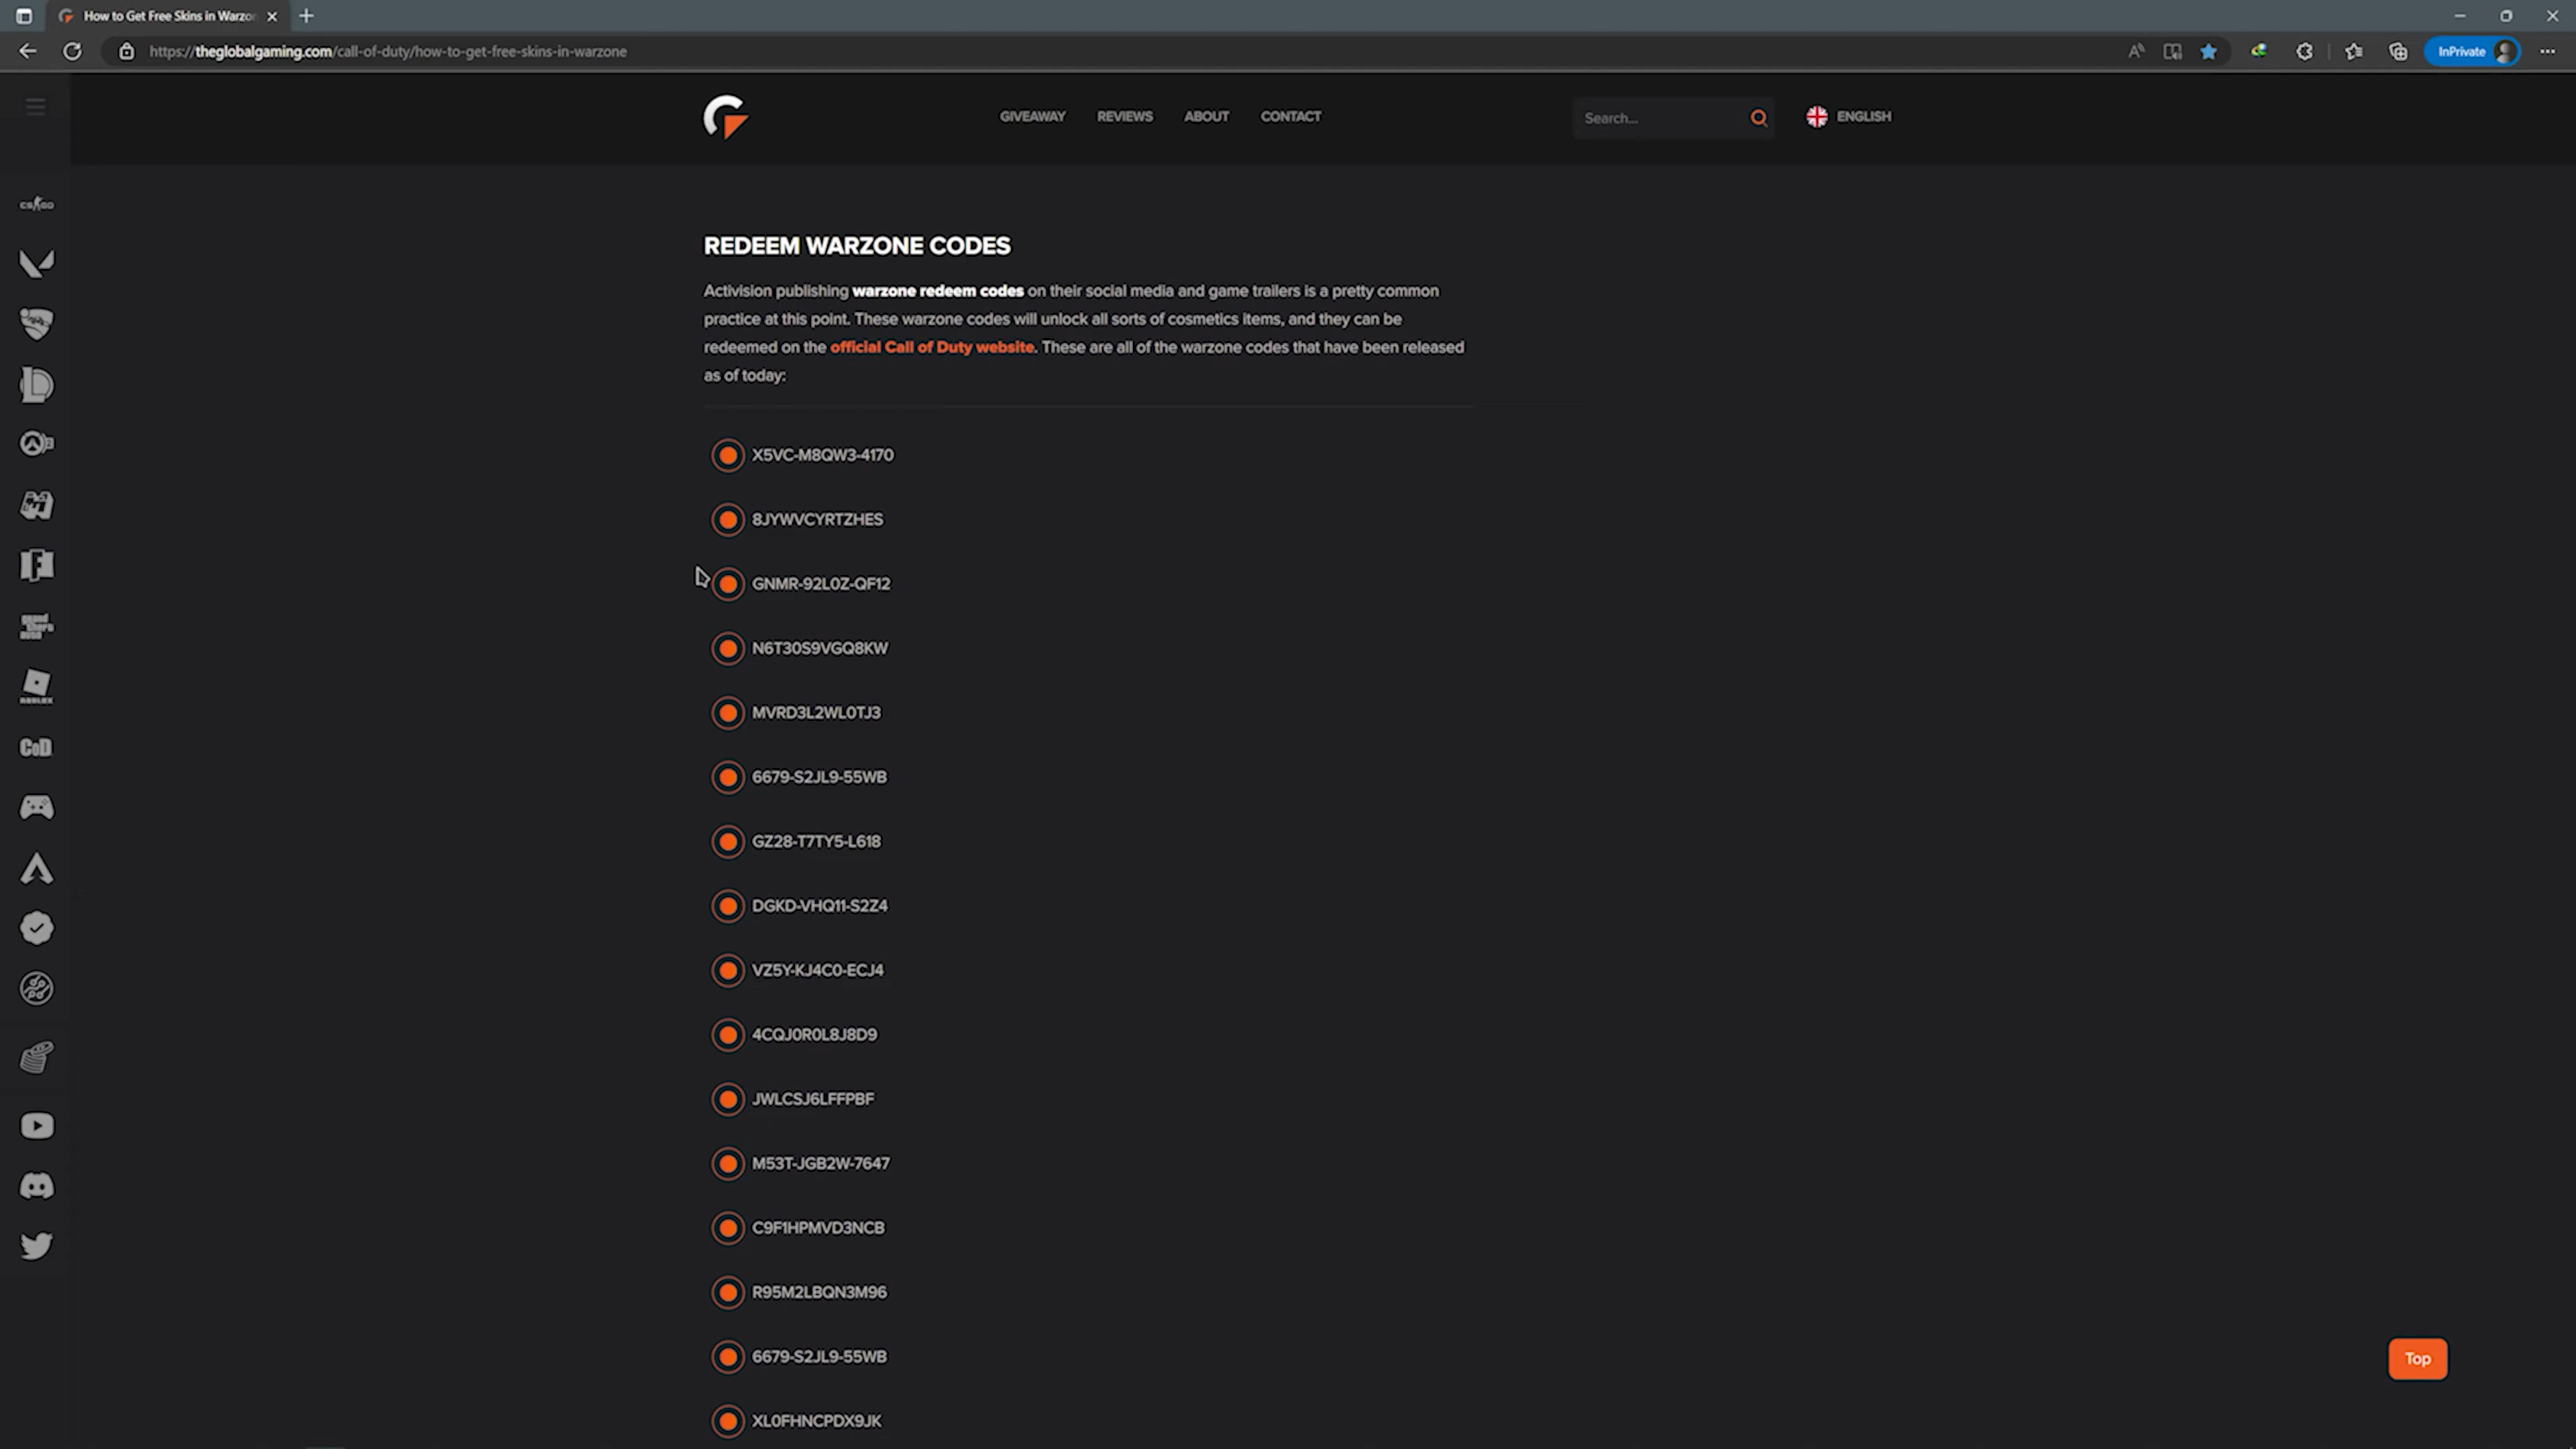 How to Get Free Skins in Warzo
https://theglobalgaming.com/call-of-duty/how-to-get-free-skins-in-warzone
InPrivate
GIVEAWAY REVIEWS ABOUT CONTACT
Search...
ENGLISH
CS GO
REDEEM WARZONE CODES
Activision publishing warzone redeem codes on their social media and game trailers is a pretty common
practice at this point. These warzone codes will unlock all sorts of cosmetics items, and they can be
redeemed on the official Call of Duty website. These are all of the warzone codes that have been released
as of today:
X5VC-M8QW3-4170
8JYWVCYRTZHES
GNMR-92L0Z-QF12
N6T30S9VGQ8KW
MVRD3L2WL0TJ3
6679-S2JL9-55WB
GZ28-T7TY5-L618
DGKD-VHQ11-S2Z4
VZ5Y-KJ4C0-ECJ4
4CQJ0R0L8J8D9
JWLCSJ6LFFPBF
M53T-JGB2W-7647
C9F1HPMVD3NCB
R95M2LBQN3M96
6679-S2JL9-55WB
XL0FHNCPDX9JK
grand
theft
auto
ROBLOX
CoD
Top